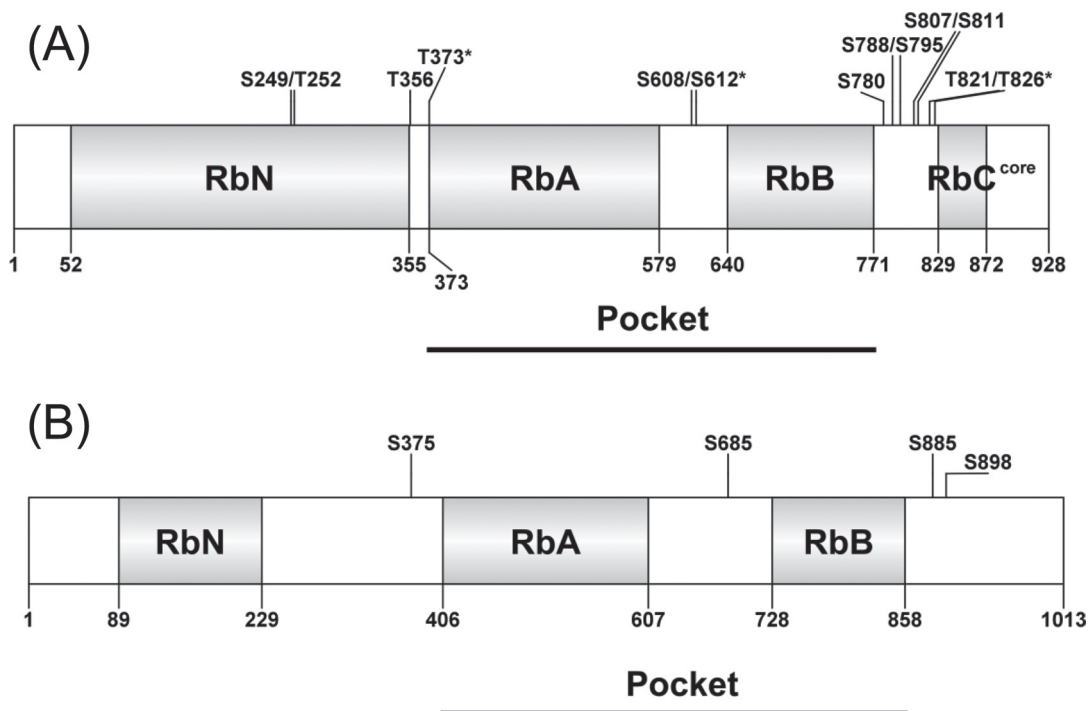 (A)
S807/S811
S788/S795
T373*
S249/T252 T356 S608/S612* S780 T821/T826*
RbN RbA RbB RbC core
1 52 355 579 640 771 829 872 928
373
Pocket
(B)
S375 S685 S885
S898
RbN RbA RbB
1 89 229 406 607 728 858 1013
Pocket